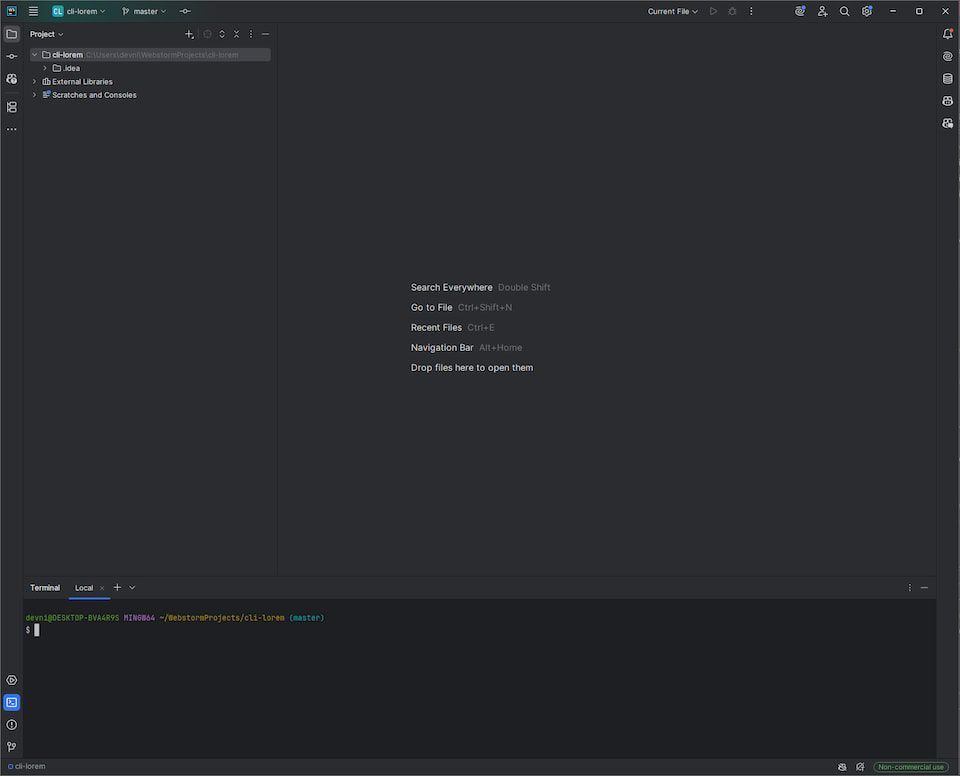 WS
CL cli-lorem
master
Current File
Project
cli-lorem C:\Users\devni\WebstormProjects\cli-lorem
.idea
External Libraries
Scratches and Consoles
Search Everywhere Double Shift
Go to File Ctrl+Shift+N
Recent Files Ctrl+E
Navigation Bar Alt+Home
Drop files here to open them
Terminal Local
devni@DESKTOP-BVA4R9S MINGW64 ~/WebstormProjects/cli-lorem (master)
$
cli-lorem
Non-commercial use